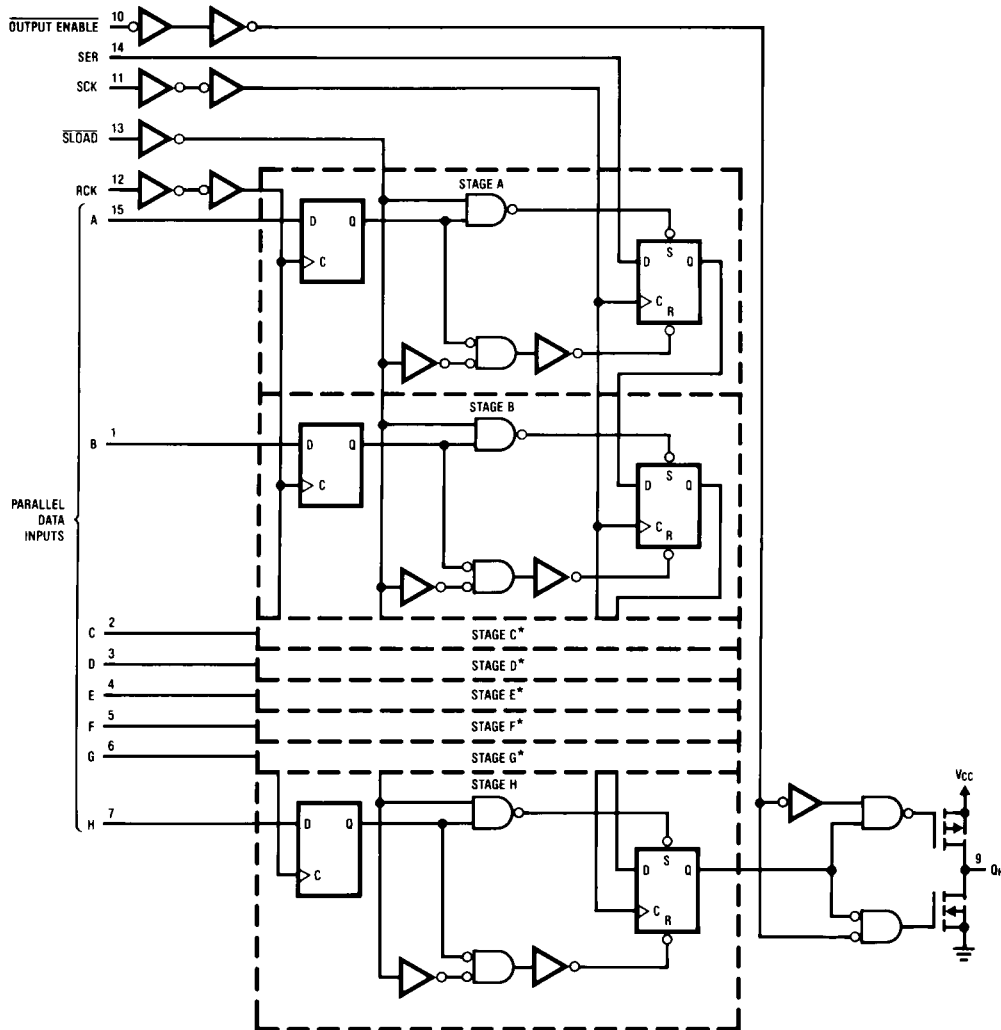 OUTPUT ENABLE 10
SER 14
SCK 11
SLOAD 13
RCK 12
A 15
STAGE A
D Q
C
S
D Q
C
R
STAGE B
B 1
D Q
C
S
D Q
C
R
PARALLEL
DATA
INPUTS
C 2
STAGE C*
D 3
STAGE D*
E 4
STAGE E*
F 5
STAGE F*
G 6
STAGE G*
STAGE H
H 7
D Q
C
S
D Q
C
R
VCC
9